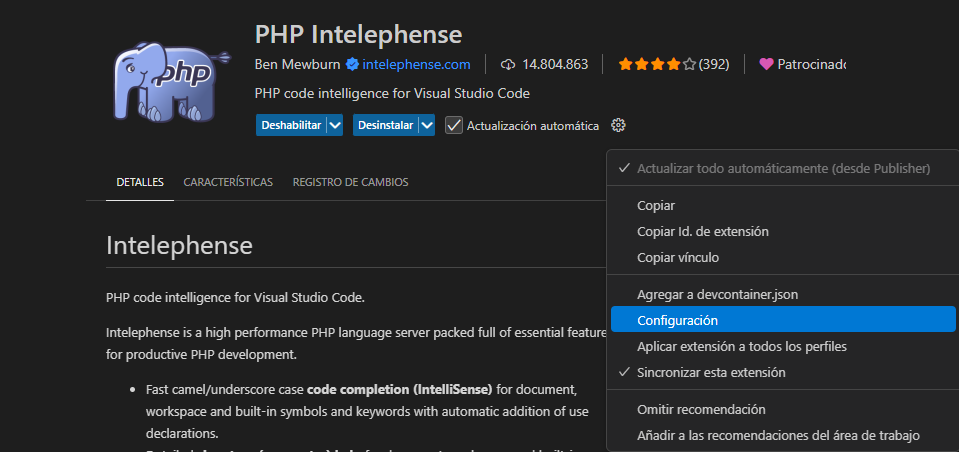 PHP Intelephense
Ben Mewburn intelephense.com 14.804.863 (392) Patrocinado
PHP code intelligence for Visual Studio Code
Deshabilitar Desinstalar Actualización automática
php
Actualizar todo automáticamente (desde Publisher)
Copiar
Copiar Id. de extensión
Copiar vínculo
Agregar a devcontainer.json
Configuración
Aplicar extensión a todos los perfiles
Sincronizar esta extensión
Omitir recomendación
Añadir a las recomendaciones del área de trabajo
DETALLES CARACTERÍSTICAS REGISTRO DE CAMBIOS
Intelephense
PHP code intelligence for Visual Studio Code.
Intelephense is a high performance PHP language server packed full of essential feature
for productive PHP development.
• Fast camel/underscore case code completion (IntelliSense) for document,
workspace and built-in symbols and keywords with automatic addition of use
declarations.